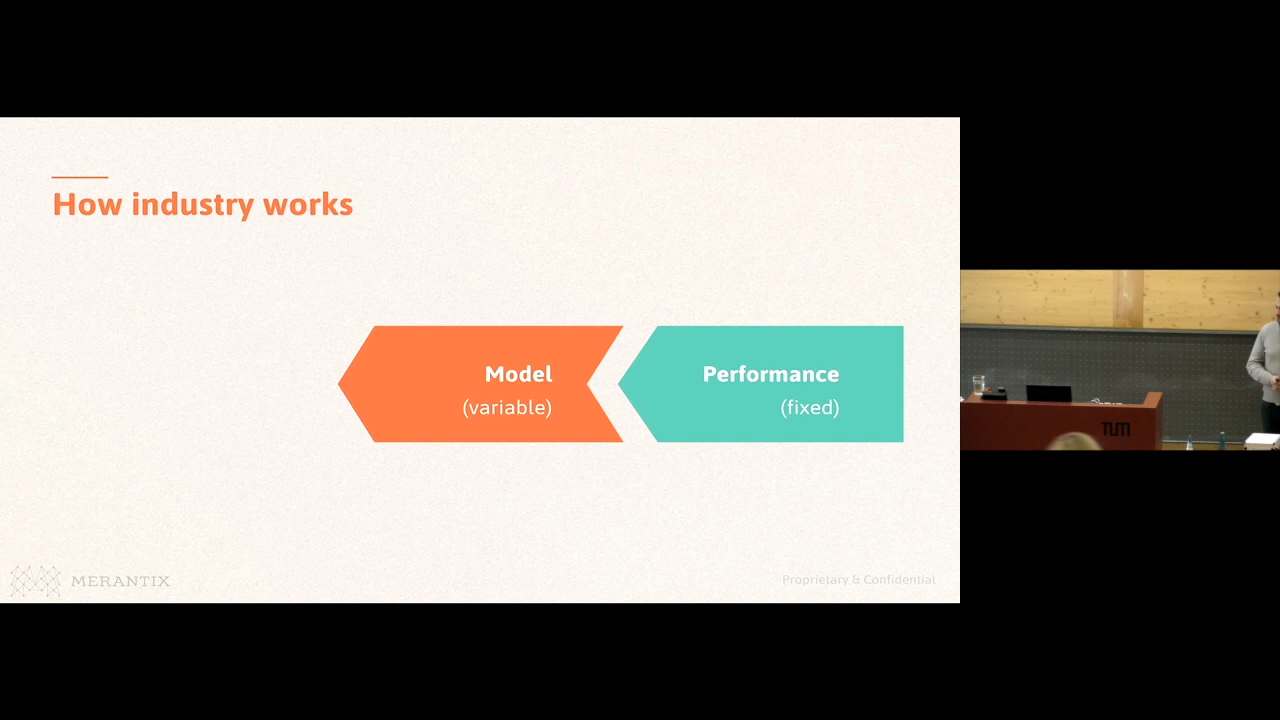 How industry works
Model
(variable)
Performance
(fixed)
MERANTIX
Proprietary & Confidential
TUM